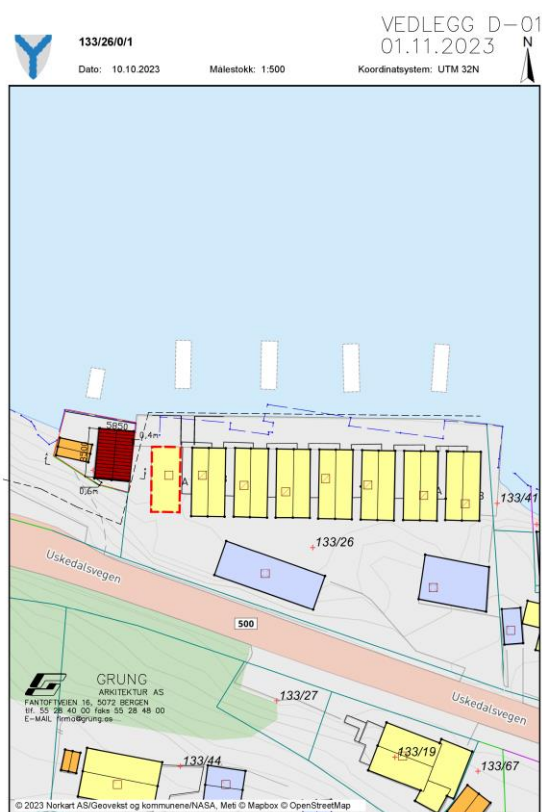 VEDLEGG D-01
133/26/0/1
01.11.2023
N
Dato: 10.10.2023
Målestokk: 1:500
Koordinatsystem: UTM 32N
5850
0,4m
0,6m
A
A
B
133/41
133/26
Uskedalsvegen
500
Uskedalsvegen
GRUNG
ARKITEKTUR AS
FANTOFTVEIEN 16, 5072 BERGEN
tlf. 55 28 40 00 faks 55 28 48 00
E-MAIL firma@grung.os
133/27
133/19
133/44
133/67
© 2023 Norkart AS/Geovekst og kommunene/NASA, Meti © Mapbox © OpenStreetMap